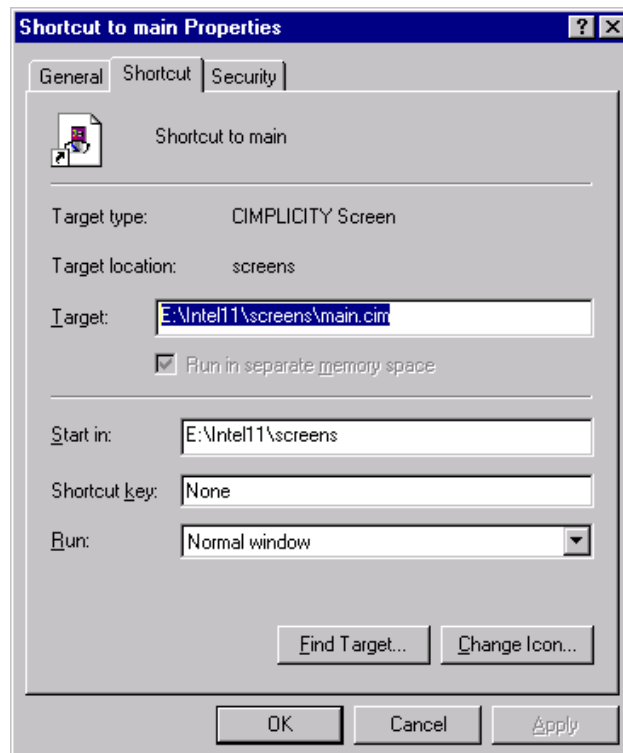 Shortcut to main Properties
General Shortcut Security
Shortcut to main
Target type: CIMPLICITY Screen
Target location: screens
Target: E:\Intel11\screens\main.cim
Run in separate memory space
Start in: E:\Intel11\screens
Shortcut key: None
Run: Normal window
Find Target... Change Icon...
OK Cancel Apply